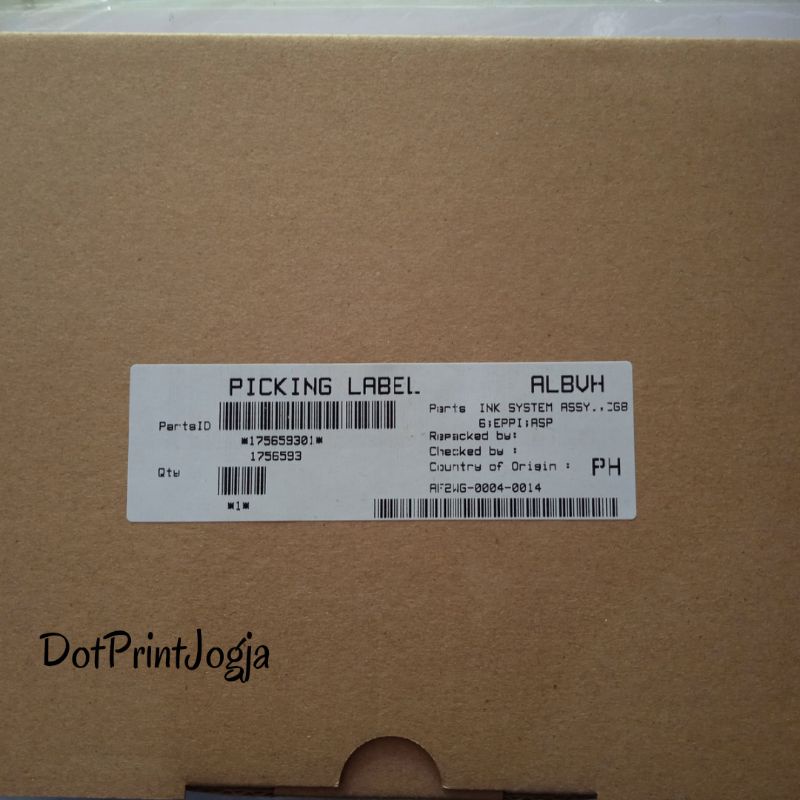 PICKING LABEL
ALBVH
PartsID
*175659301*
1756593
Qty
*1*
Parts INK SYSTEM ASSY.,CG8
6;EPPI;ASP
Repacked by:
Checked by :
Country of Origin : PH
AF2WG-0004-0014
DotPrintJogja